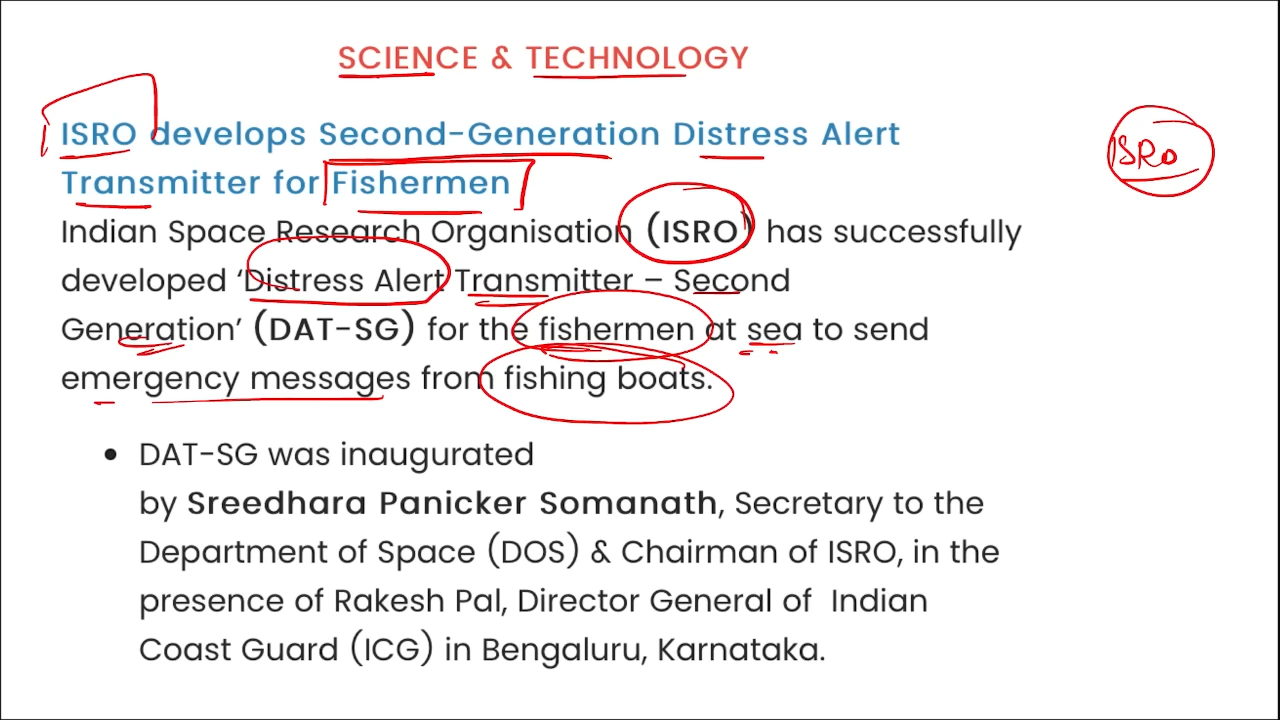 SCIENCE & TECHNOLOGY
ISRO develops Second-Generation Distress Alert
Transmitter for Fishermen
ISRO
Indian Space Research Organisation (ISRO) has successfully
developed ‘Distress Alert Transmitter – Second
Generation’ (DAT-SG) for the fishermen at sea to send
emergency messages from fishing boats.
• DAT-SG was inaugurated
by Sreedhara Panicker Somanath, Secretary to the
Department of Space (DOS) & Chairman of ISRO, in the
presence of Rakesh Pal, Director General of Indian
Coast Guard (ICG) in Bengaluru, Karnataka.